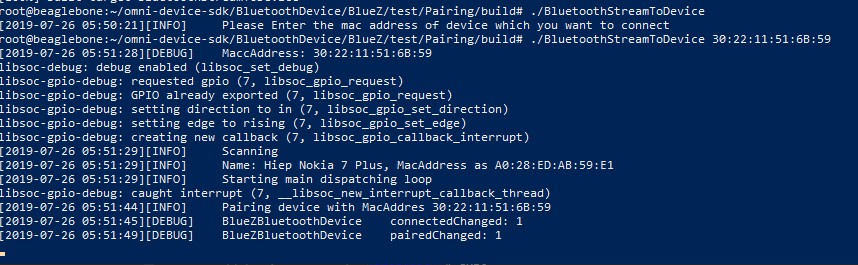 root@beaglebone:~/omni-device-sdk/BluetoothDevice/BlueZ/test/Pairing/build# ./BluetoothStreamToDevice
[2019-07-26 05:50:21][INFO] Please Enter the mac address of device which you want to connect
root@beaglebone:~/omni-device-sdk/BluetoothDevice/BlueZ/test/Pairing/build# ./BluetoothStreamToDevice 30:22:11:51:6B:59
[2019-07-26 05:51:28][DEBUG] MaccAddress: 30:22:11:51:6B:59
libsoc-debug: debug enabled (libsoc_set_debug)
libsoc-gpio-debug: requested gpio (7, libsoc_gpio_request)
libsoc-gpio-debug: GPIO already exported (7, libsoc_gpio_request)
libsoc-gpio-debug: setting direction to in (7, libsoc_gpio_set_direction)
libsoc-gpio-debug: setting edge to rising (7, libsoc_gpio_set_edge)
libsoc-gpio-debug: creating new callback (7, libsoc_gpio_callback_interrupt)
[2019-07-26 05:51:29][INFO] Scanning
[2019-07-26 05:51:29][INFO] Name: Hiep Nokia 7 Plus, MacAddress as A0:28:ED:AB:59:E1
[2019-07-26 05:51:29][INFO] Starting main dispatching loop
libsoc-gpio-debug: caught interrupt (7, __libsoc_new_interrupt_callback_thread)
[2019-07-26 05:51:44][INFO] Pairing device with MacAddres 30:22:11:51:6B:59
[2019-07-26 05:51:45][DEBUG] BlueZBluetoothDevice connectedChanged: 1
[2019-07-26 05:51:49][DEBUG] BlueZBluetoothDevice pairedChanged: 1